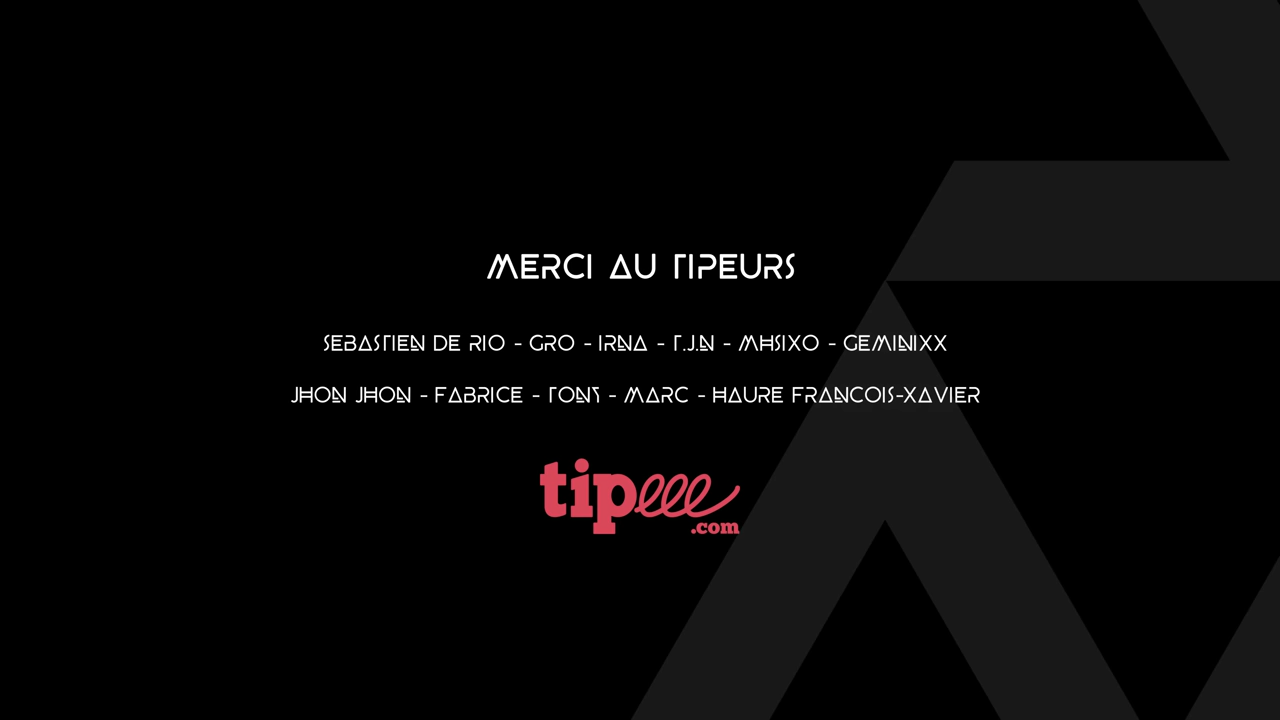 MERCI AU TIPEURS
SEBASTIEN DE RIO - GRO - IRNA - T.J.N - MHSIXO - GEMINIXX
JHON JHON - FABRICE - TONY - MARC - HAURE FRANCOIS-XAVIER
tipeee
.com